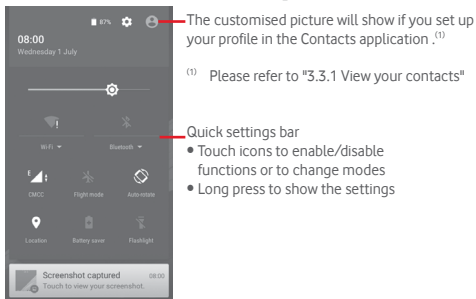 87%
08:00
Wednesday 1 July
Wi-Fi
Bluetooth
CMCC
Flight mode
Auto-rotate
Location
Battery saver
Flashlight
Screenshot captured 08:00
Touch to view your screenshot.
The customised picture will show if you set up
your profile in the Contacts application .(1)
(1) Please refer to "3.3.1 View your contacts"
Quick settings bar
• Touch icons to enable/disable
functions or to change modes
• Long press to show the settings